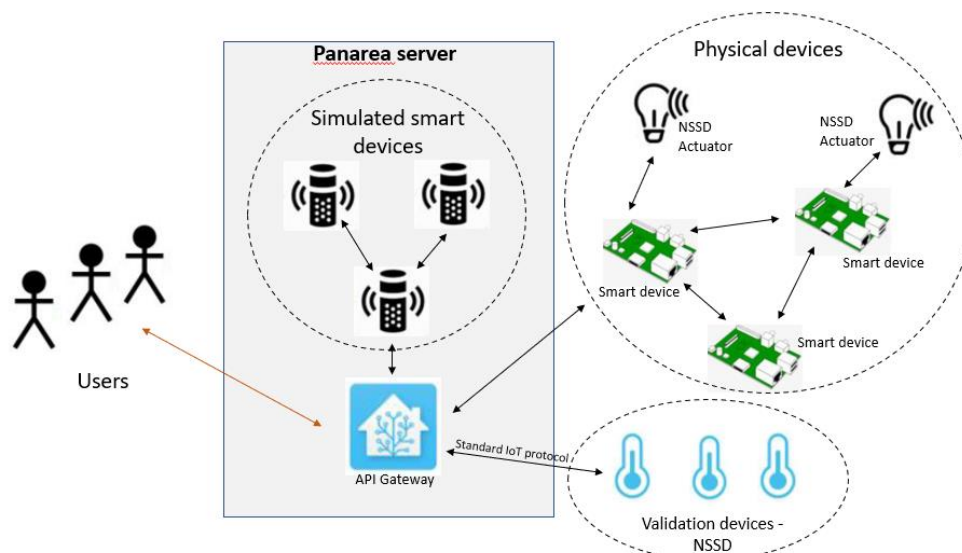 Panarea server
Simulated smart
devices
Physical devices
NSSD
Actuator
NSSD
Actuator
Smart device
Smart device
Smart device
Users
API Gateway
Standard IoT protocol
Validation devices -
NSSD